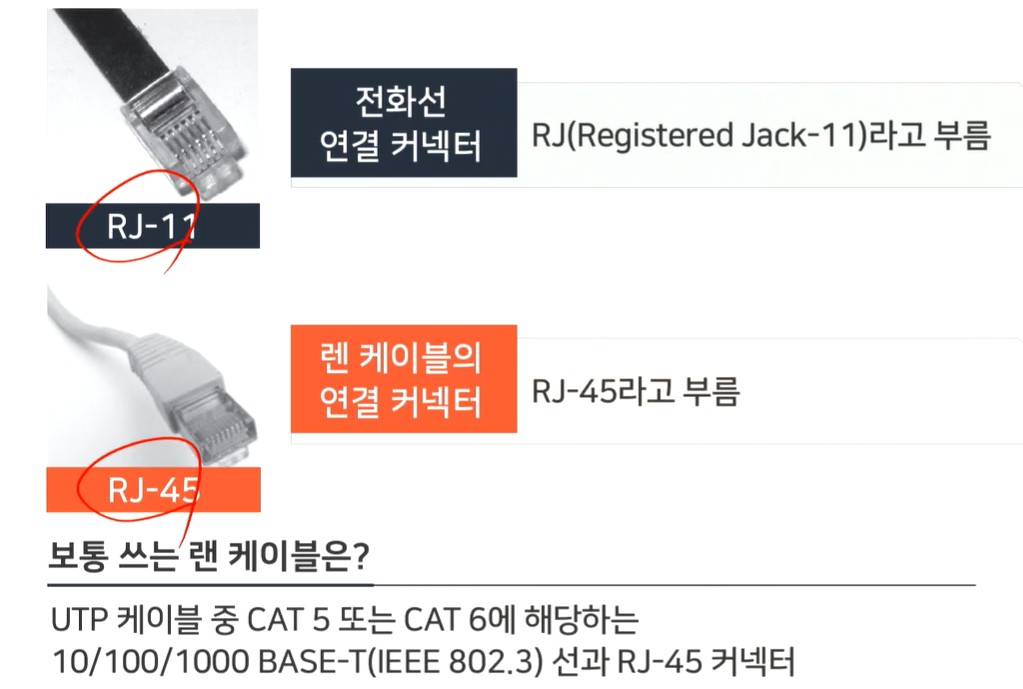 전화선
연결 커넥터
RJ(Registered Jack-11)라고 부름
RJ-11
렌 케이블의
연결 커넥터
RJ-45라고 부름
RJ-45
보통 쓰는 랜 케이블은?
UTP 케이블 중 CAT 5 또는 CAT 6에 해당하는
10/100/1000 BASE-T(IEEE 802.3) 선과 RJ-45 커넥터